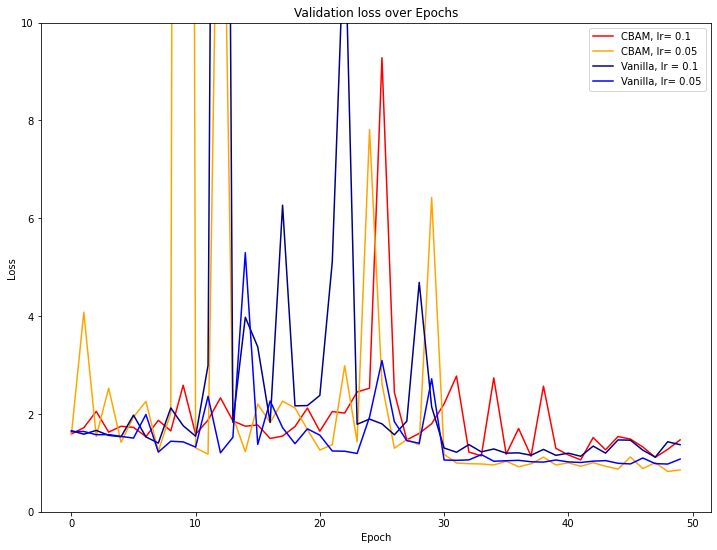 Validation loss over Epochs
10
8
6
4
2
0
Loss
0
10
20
30
40
50
Epoch
CBAM, lr= 0.1
CBAM, lr= 0.05
Vanilla, lr = 0.1
Vanilla, lr= 0.05